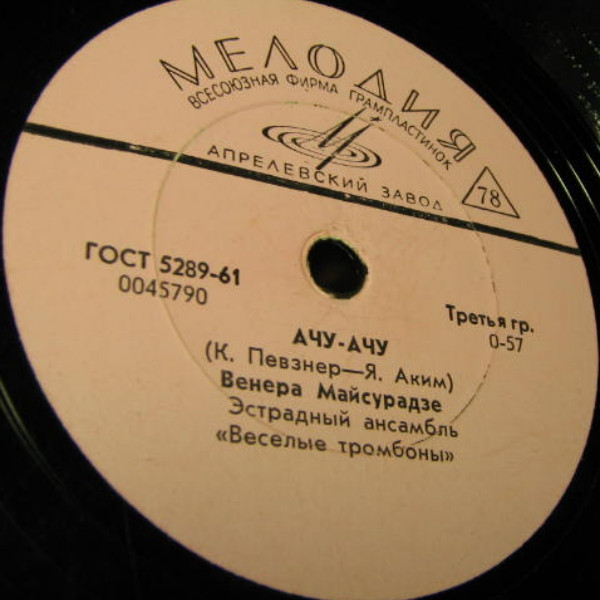 МЕЛОДИЯ
ВСЕСОЮЗНАЯ ФИРМА ГРАМПЛАСТИНОК
АПРЕЛЕВСКИЙ ЗАВОД
78
ГОСТ 5289-61
0045790
Третья гр.
0-57
АЧУ-АЧУ
(К. Певзнер—Я. Аким)
Венера Майсурадзе
Эстрадный ансамбль
«Веселые тромбоны»